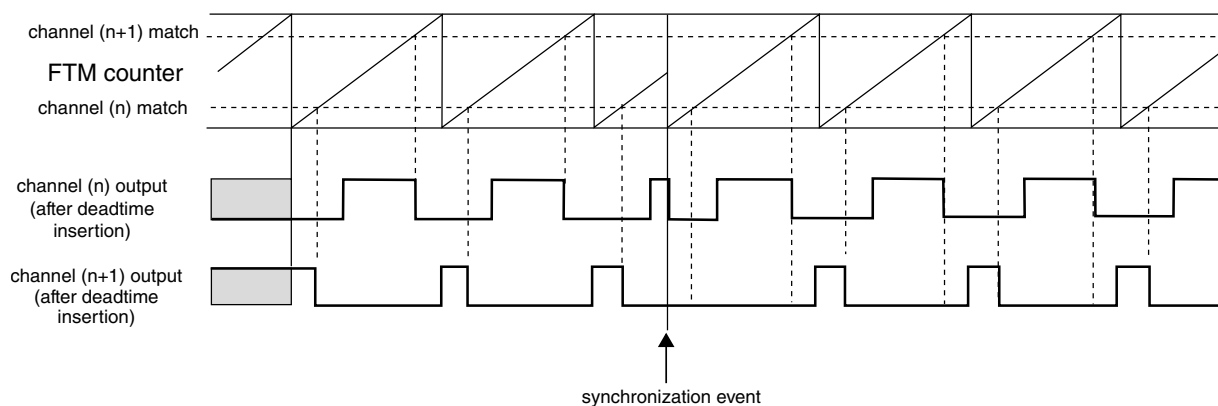 channel (n+1) match
FTM counter
channel (n) match
channel (n) output
(after deadtime
insertion)
channel (n+1) output
(after deadtime
insertion)
synchronization event